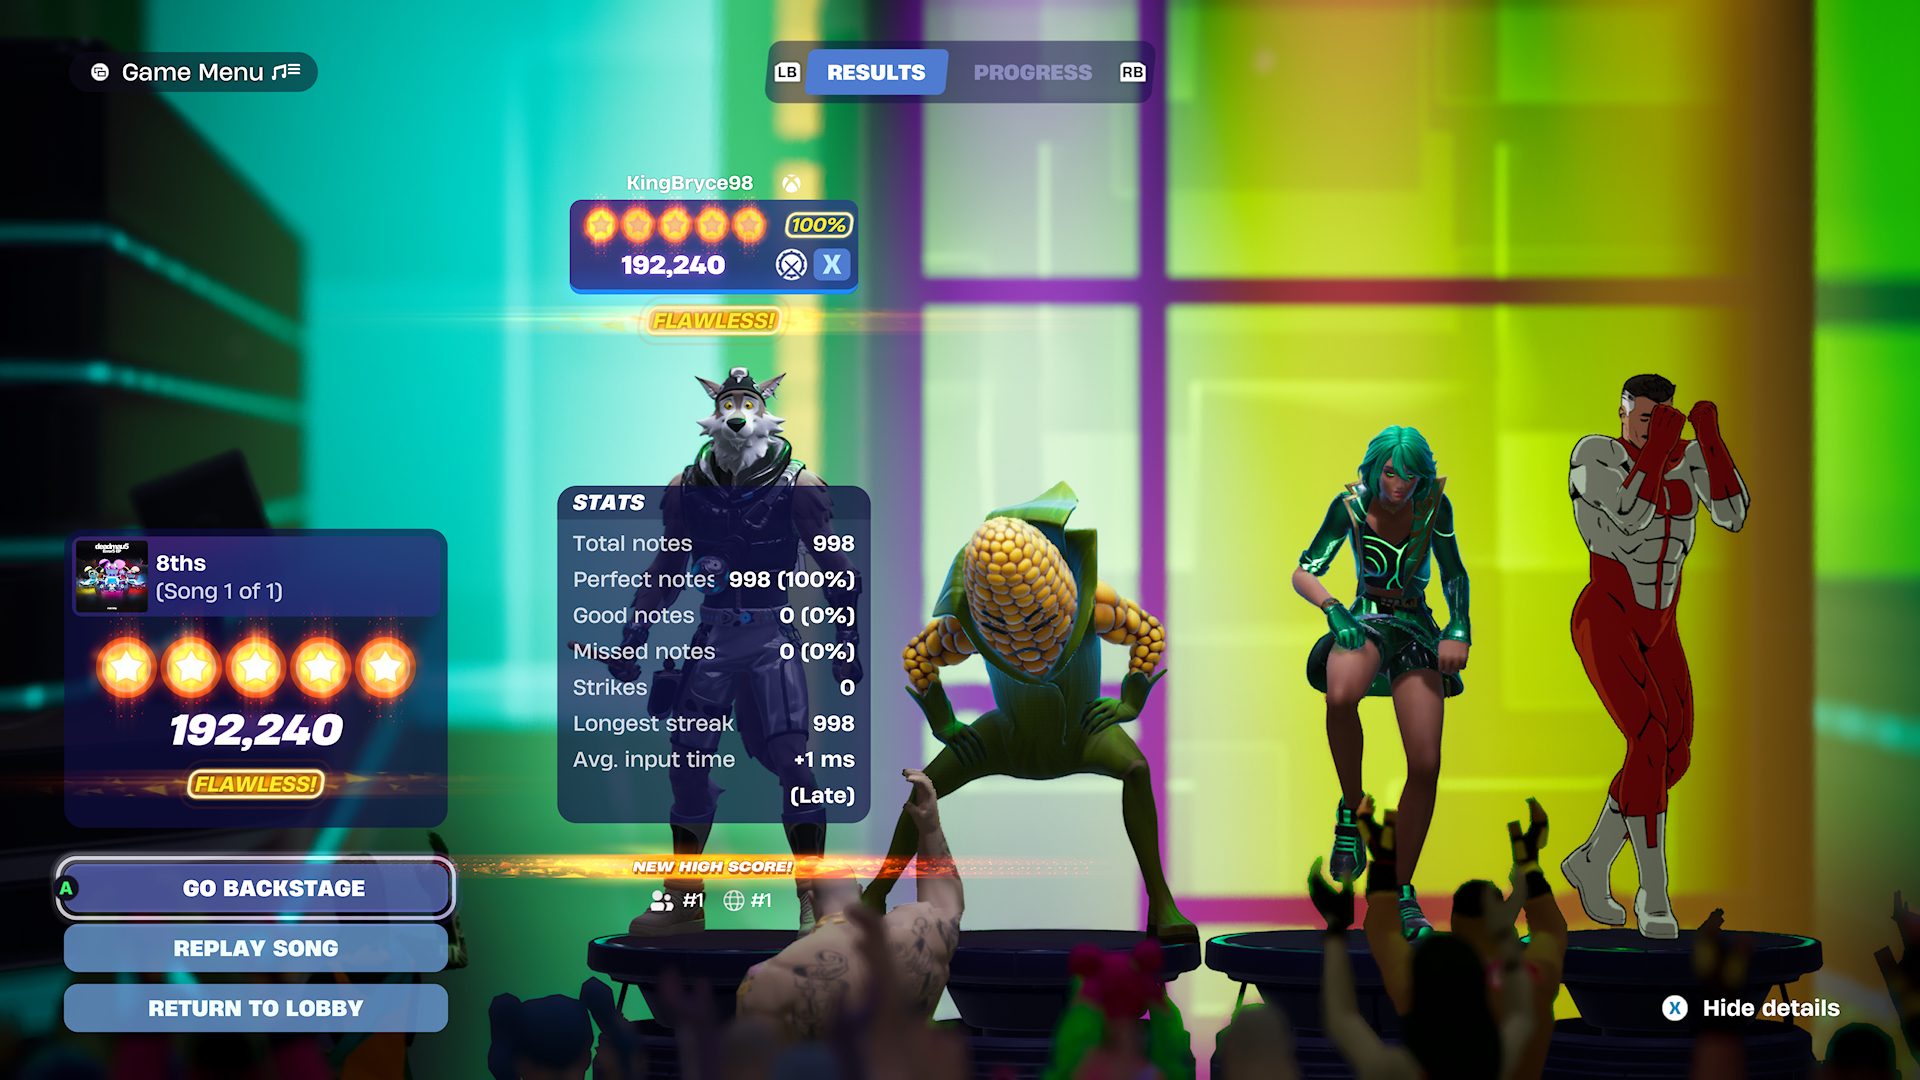 Game Menu
LB RESULTS PROGRESS RB
KingBryce98
100%
192,240
X
FLAWLESS!
STATS
Total notes 998
Perfect notes 998 (100%)
Good notes 0 (0%)
Missed notes 0 (0%)
Strikes 0
Longest streak 998
Avg. input time +1 ms
(Late)
NEW HIGH SCORE!
#1 #1
deadmau5
8ths
(Song 1 of 1)
192,240
FLAWLESS!
A GO BACKSTAGE
REPLAY SONG
RETURN TO LOBBY
X Hide details